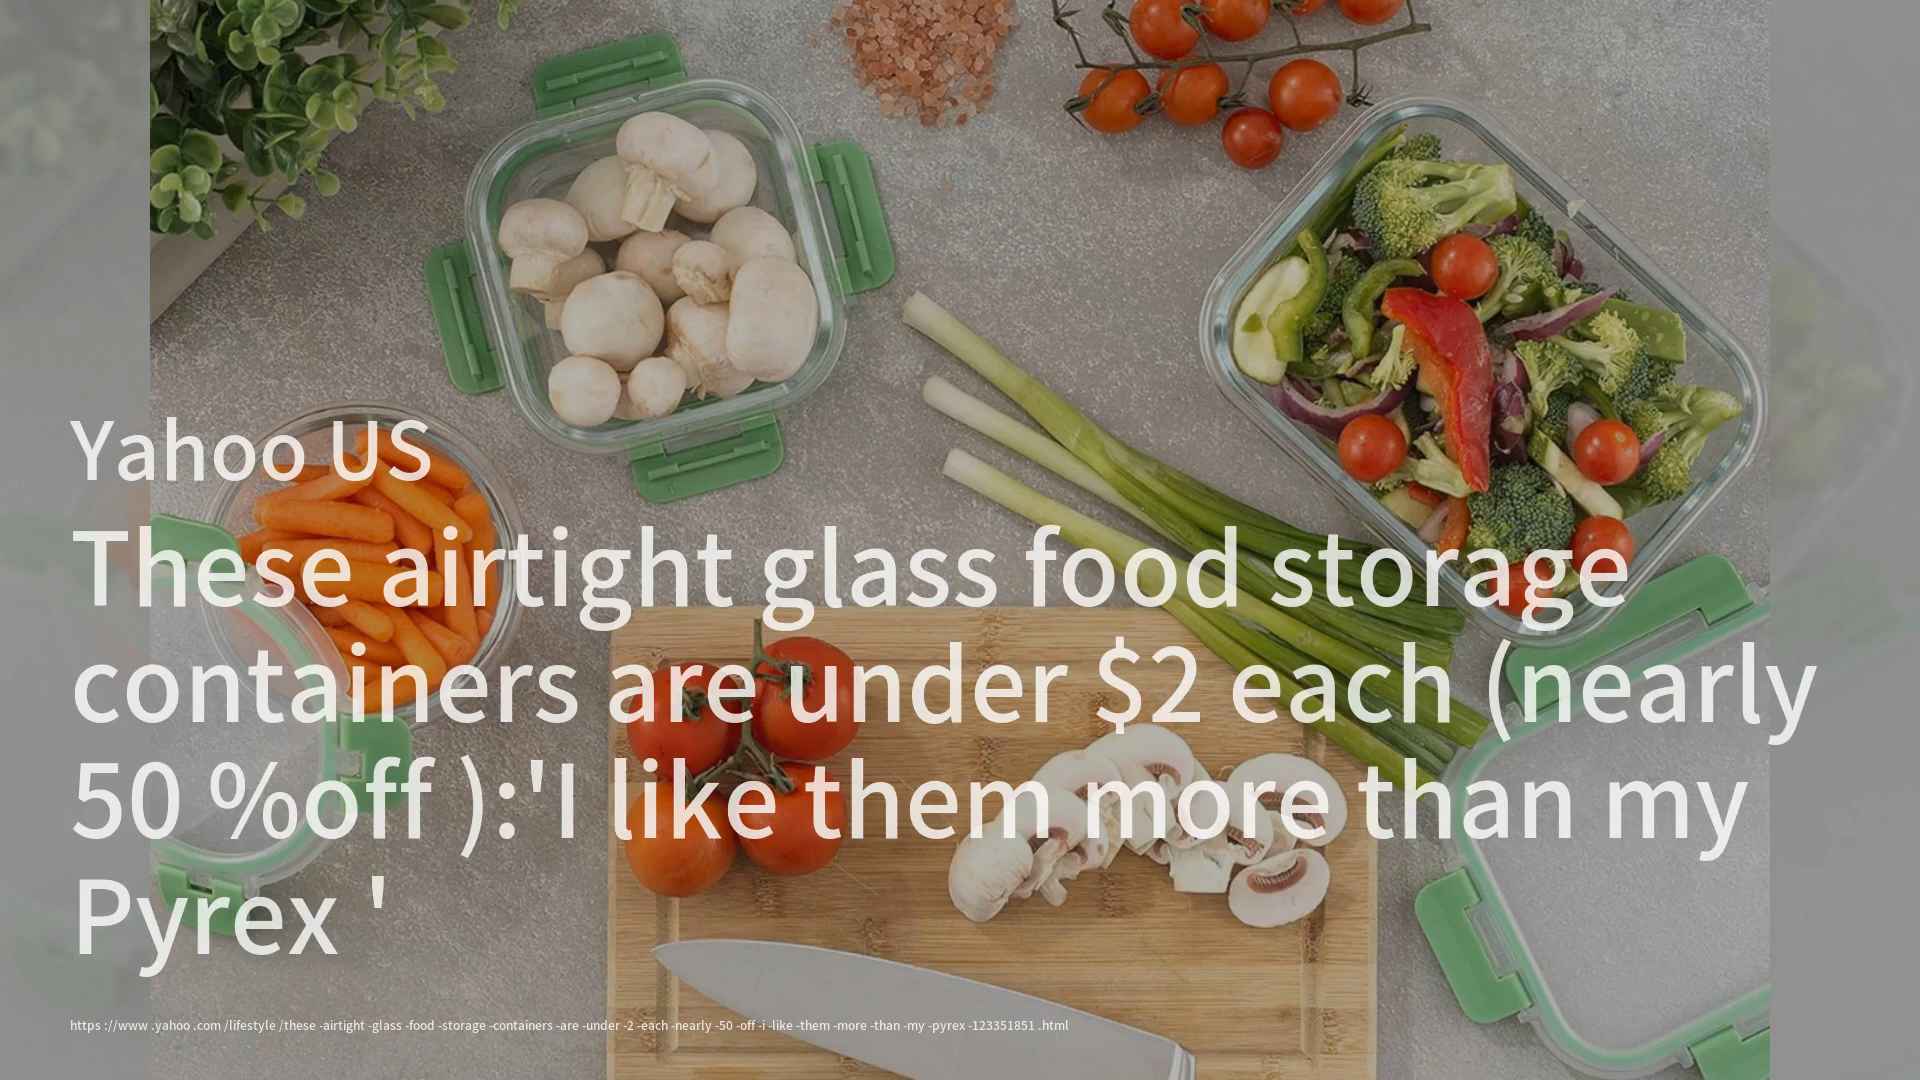 Yahoo US
These airtight glass food storage
containers are under $2 each (nearly
50 %off ):'I like them more than my
Pyrex '
https ://www .yahoo .com /lifestyle /these -airtight -glass -food -storage -containers -are -under -2 -each -nearly -50 -off -i -like -them -more -than -my -pyrex -123351851 .html